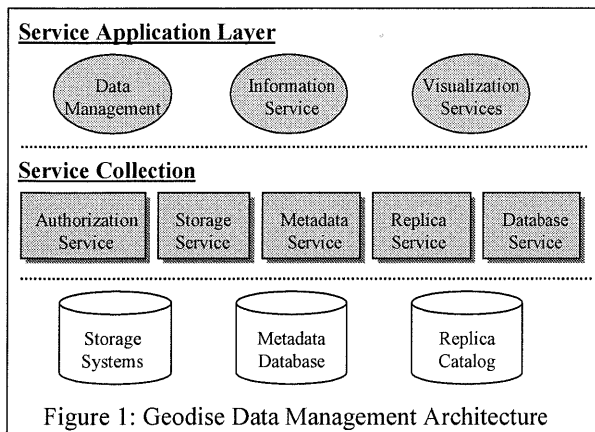 Service Application Layer
Data Management
Information Service
Visualization Services
Service Collection
Authorization Service
Storage Service
Metadata Service
Replica Service
Database Service
Storage Systems
Metadata Database
Replica Catalog
Figure 1: Geodise Data Management Architecture